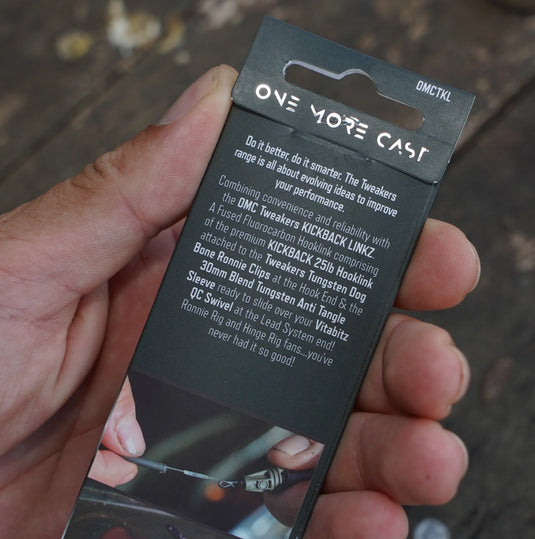 OMCTKL
ONE MORE CAST
Do it better, do it smarter. The Tweakers
range is all about evolving ideas to improve
your performance.
Combining convenience and reliability with
the OMC Tweakers KICKBACK LINKZ.
A Fused Fluorocarbon Hooklink comprising
of the premium KICKBACK 25lb Hooklink
attached to the Tweakers Tungsten Dog
Bone Ronnie Clips at the Hook End & the
30mm Blend Tungsten Anti Tangle
Sleeve ready to slide over your Vitabitz
QC Swivel at the Lead System end!
Ronnie Rig and Hinge Rig fans...you've
never had it so good!